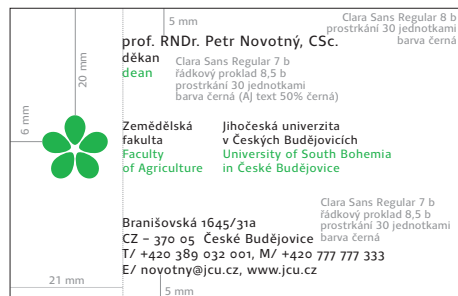 5 mm
Clara Sans Regular 8 b
prostrkání 30 jednotkami
barva černá
prof. RNDr. Petr Novotný, CSc.
děkan
dean
Clara Sans Regular 7 b
řádkový proklad 8,5 b
prostrkání 30 jednotkami
barva černá (AJ text 50% černá)
20 mm
6 mm
Zemědělská
fakulta
Faculty
of Agriculture
Jihočeská univerzita
v Českých Budějovicích
University of South Bohemia
in České Budějovice
Clara Sans Regular 7 b
řádkový proklad 8,5 b
prostrkání 30 jednotkami
barva černá
Branišovská 1645/31a
CZ – 370 05 České Budějovice
T/ +420 389 032 001, M/ +420 777 777 333
E/ novotny@jcu.cz, www.jcu.cz
21 mm
5 mm